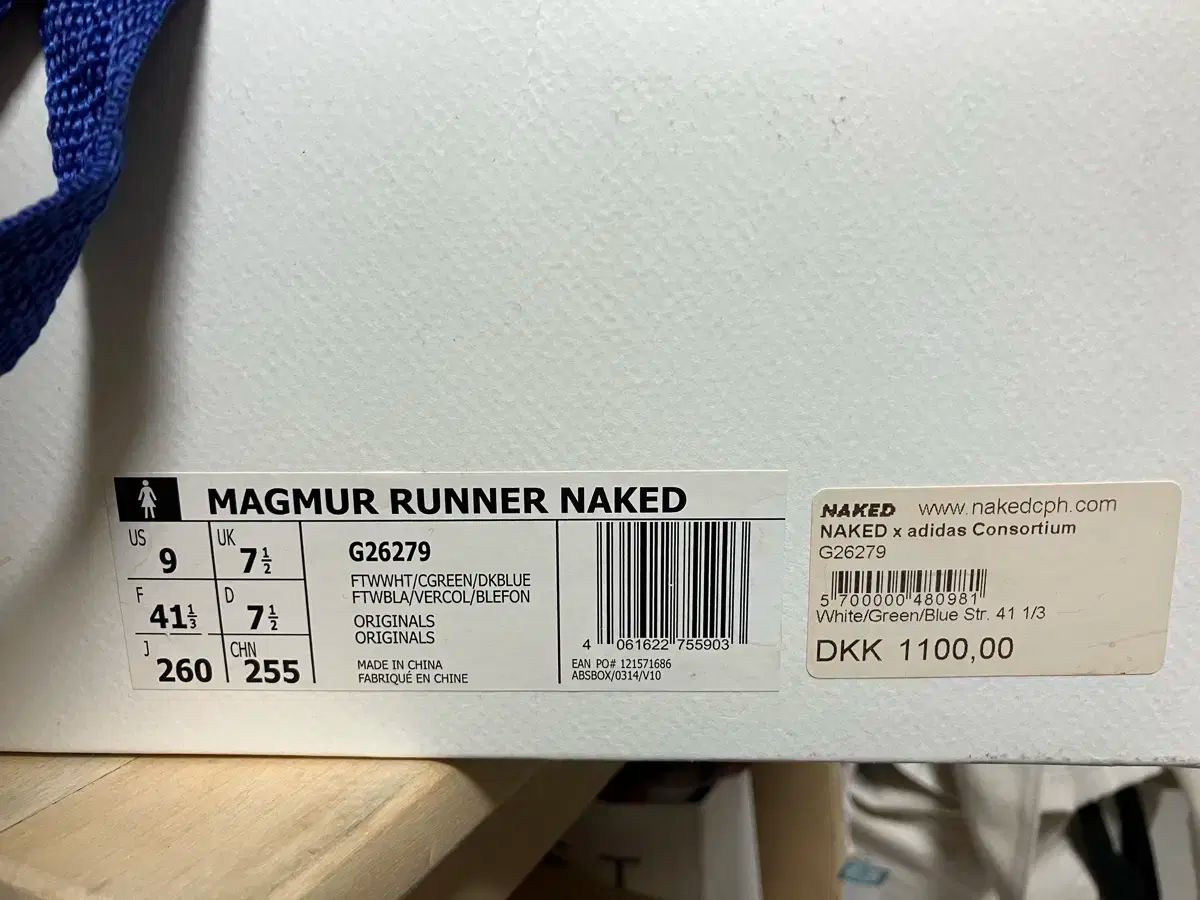 MAGMUR RUNNER NAKED
US 9
UK 7 1/2
F 41 1/3
D 7 1/2
J 260
CHN 255
G26279
FTWWHT/CGREEN/DKBLUE
FTWBLA/VERCOL/BLEFON
ORIGINALS
ORIGINALS
MADE IN CHINA
FABRIQUÉ EN CHINE
4 061622 755903
EAN PO# 121571686
ABSBOX/0314/V10
NAKED www.nakedcph.com
NAKED x adidas Consortium
G26279
5 700000 480981
White/Green/Blue Str. 41 1/3
DKK 1100,00